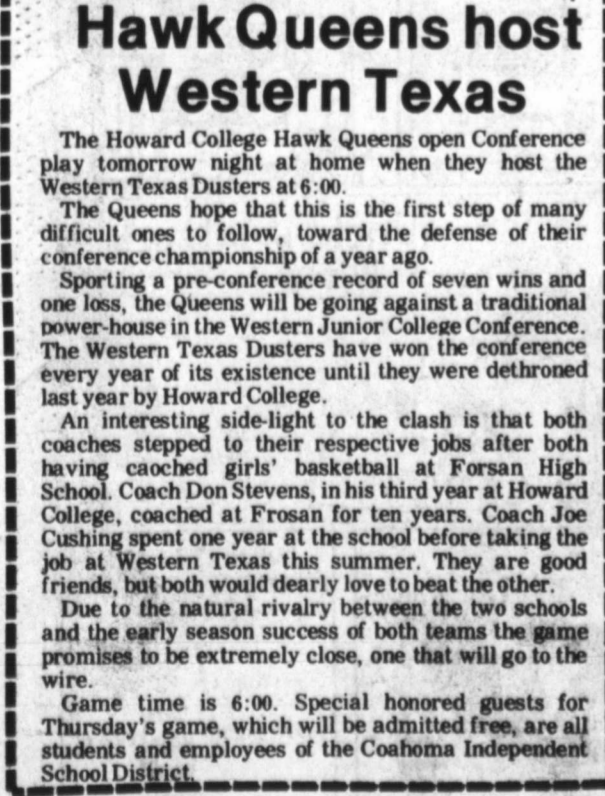 Hawk Queens host
Western Texas
The Howard College Hawk Queens open Conference
play tomorrow night at home when they host the
Western Texas Dusters at 6:00.
The Queens hope that this is the first step of many
difficult ones to follow, toward the defense of their
conference championship of a year ago.
Sporting a pre-conference record of seven wins and
one loss, the Queens will be going against a traditional
power-house in the Western Junior College Conference.
The Western Texas Dusters have won the conference
every year of its existence until they were dethroned
last year by Howard College.
An interesting side-light to the clash is that both
coaches stepped to their respective jobs after both
having caoched girls' basketball at Forsan High
School. Coach Don Stevens, in his third year at Howard
College, coached at Frosan for ten years. Coach Joe
Cushing spent one year at the school before taking the
job at Western Texas this summer. They are good
friends, but both would dearly love to beat the other.
Due to the natural rivalry between the two schools
and the early season success of both teams the game
promises to be extremely close, one that will go to the
wire.
Game time is 6:00. Special honored guests for
Thursday's game, which will be admitted free, are all
students and employees of the Coahoma Independent
School District.